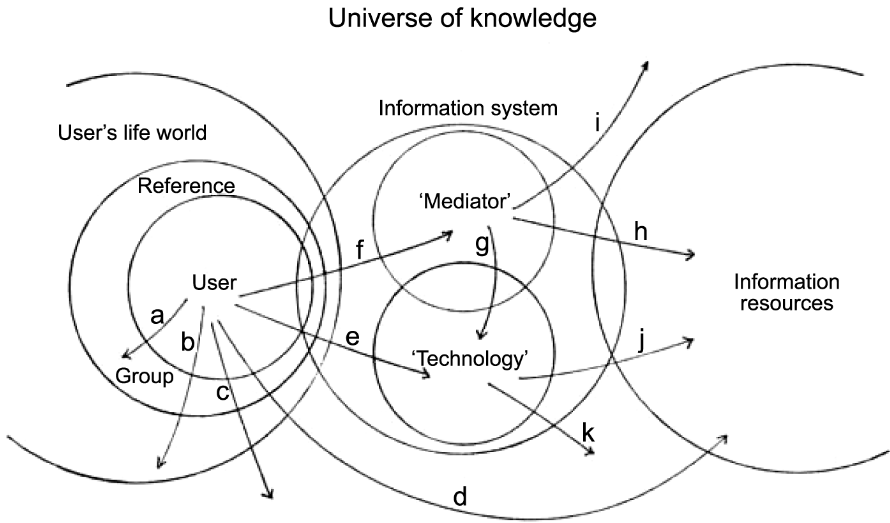 Universe of knowledge
Information system
User's life world
Reference
'Mediator'
User
Group
'Technology'
Information
resources
a
b
c
d
e
f
g
h
i
j
k